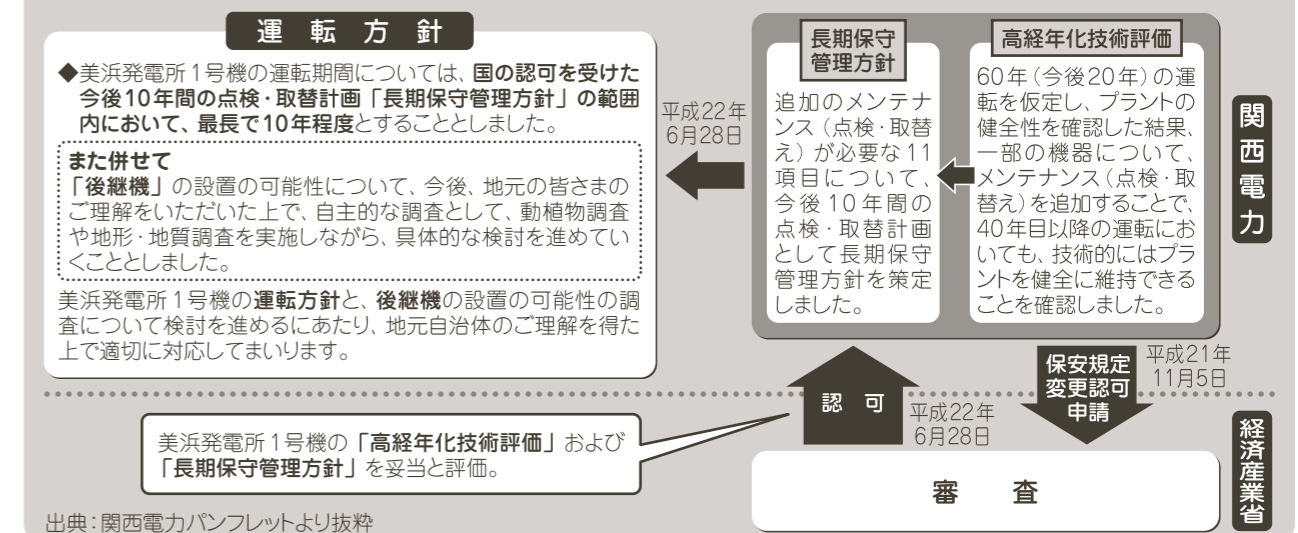 運転方針
◆美浜発電所1号機の運転期間については、国の認可を受けた
今後10年間の点検・取替計画「長期保守管理方針」の範囲
内において、最長で10年程度とすることとしました。
また併せて
「後継機」の設置の可能性について、今後、地元の皆さまの
ご理解をいただいた上で、自主的な調査として、動植物調査
や地形・地質調査を実施しながら、具体的な検討を進めてい
くこととしました。
美浜発電所1号機の運転方針と、後継機の設置の可能性の調
査について検討を進めるにあたり、地元自治体のご理解を得た
上で適切に対応してまいります。
平成22年
6月28日
長期保守
管理方針
追加のメンテナ
ンス(点検・取替
え)が必要な11
項目について、
今後10年間の
点検・取替計画
として長期保守
管理方針を策定
しました。
高経年化技術評価
60年(今後20年)の運
転を仮定し、プラントの
健全性を確認した結果、
一部の機器について、
メンテナンス(点検・取
替え)を追加することで、
40年目以降の運転にお
いても、技術的にはプラ
ントを健全に維持できる
ことを確認しました。
関西電力
保安規定
変更認可
申請
平成21年
11月5日
認可
平成22年
6月28日
美浜発電所1号機の「高経年化技術評価」および
「長期保守管理方針」を妥当と評価。
審査
経済産業省
出典：関西電力パンフレットより抜粋